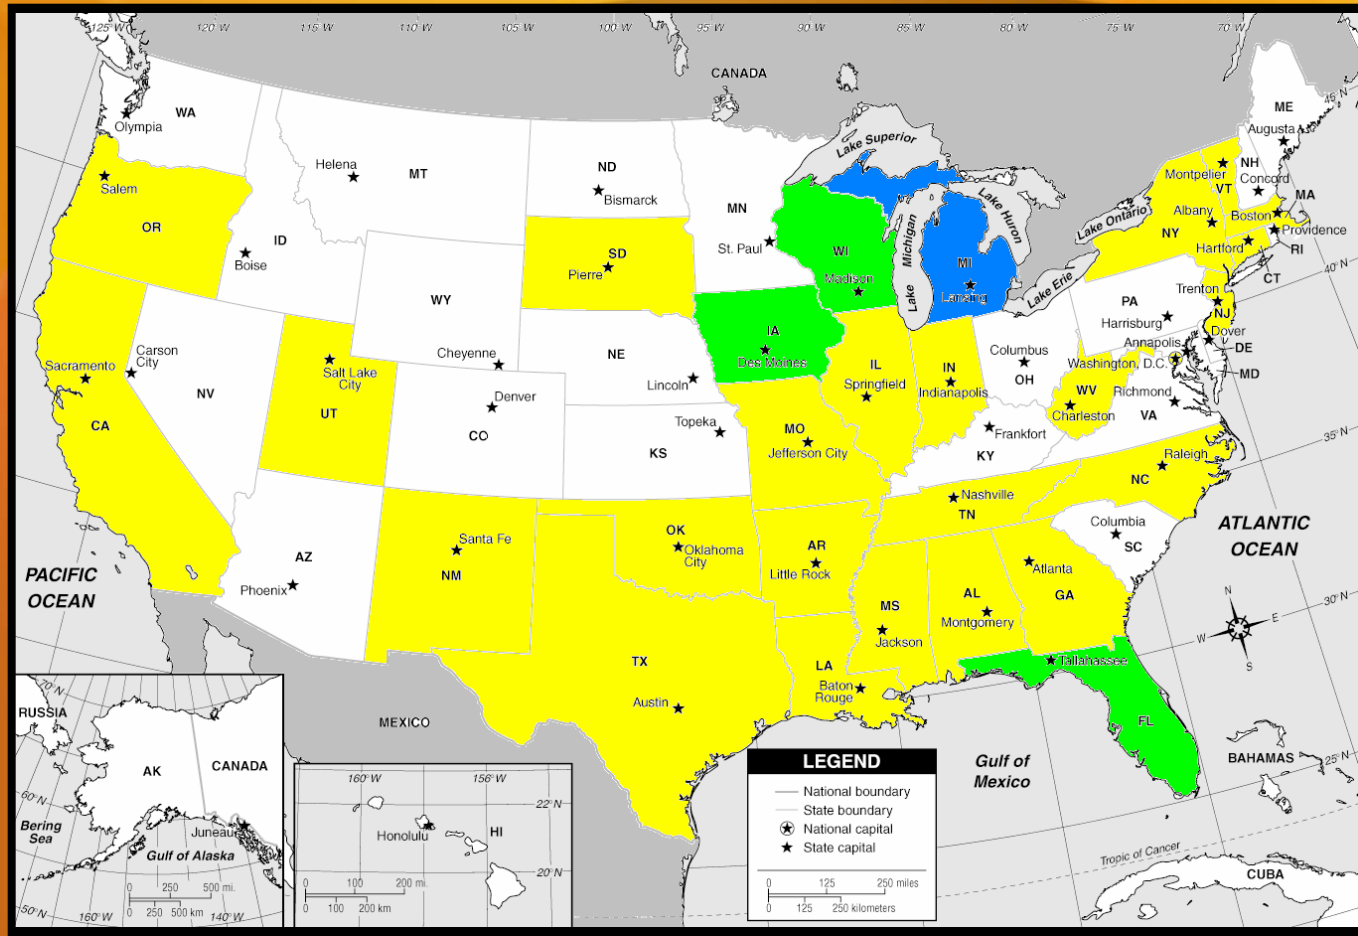 125° W
120° W
115° W
110° W
105° W
100° W
95° W
90° W
85° W
80° W
75° W
70° W
CANADA
WA
Olympia
Helena
MT
ND
Bismarck
MN
St. Paul
Lake Superior
ME
Augusta
45° N
Montpelier
VT
NH
Concord
MA
Salem
OR
ID
Boise
SD
Pierre
WI
Madison
Lake Michigan
Lake Huron
MI
Lansing
Lake Ontario
Lake Erie
Albany
NY
Boston
Providence
Hartford
RI
CT
40° N
WY
Cheyenne
NE
Lincoln
IA
Des Moines
PA
Harrisburg
Trenton
NJ
Dover
DE
Annapolis
MD
Washington, D.C.
Sacramento
Carson
City
NV
Salt Lake
City
UT
Denver
CO
Topeka
KS
MO
Jefferson City
IL
Springfield
IN
Indianapolis
Columbus
OH
WV
Charleston
Richmond
VA
CA
Frankfort
KY
35° N
Raleigh
NC
Nashville
TN
Columbia
SC
ATLANTIC
OCEAN
PACIFIC
OCEAN
AZ
Phoenix
Santa Fe
NM
OK
Oklahoma
City
AR
Little Rock
MS
Jackson
AL
Montgomery
Atlanta
GA
30° N
N
E
W
S
TX
Austin
LA
Baton
Rouge
Tallahassee
FL
MEXICO
Gulf of
Mexico
BAHAMAS
25° N
Tropic of Cancer
CUBA
70° N
RUSSIA
AK
CANADA
60° N
60° N
Bering
Sea
Juneau
Gulf of Alaska
0 250 500 mi.
0 250 500 km
50° N
160° W
140° W
160° W
156° W
22° N
Honolulu
HI
20° N
0 100 200 mi.
0 100 200 km
LEGEND
National boundary
State boundary
National capital
State capital
0 125 250 miles
0 125 250 kilometers